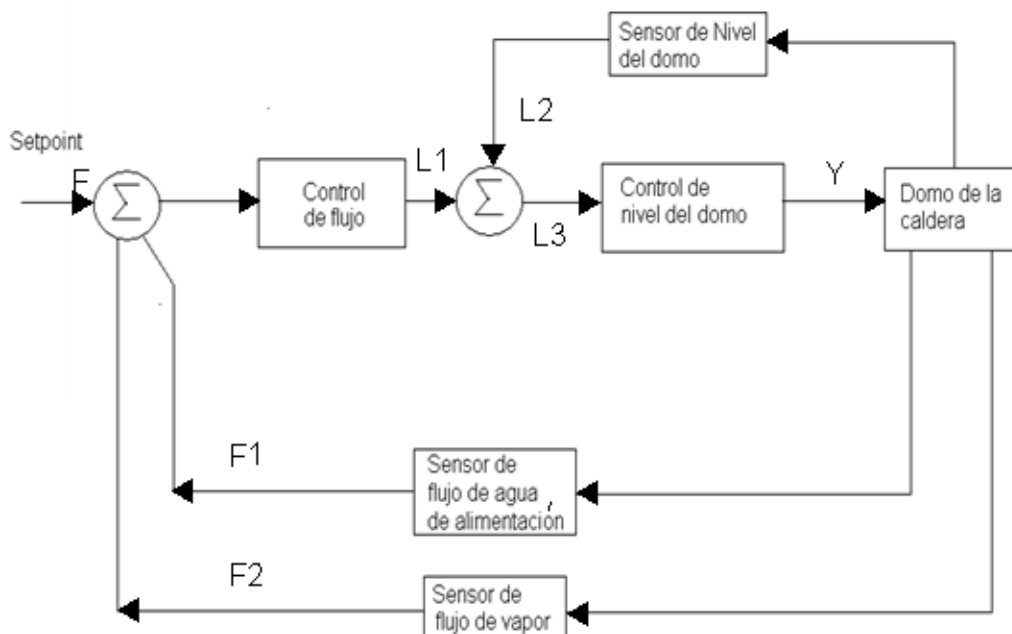 Sensor de Nivel
del domo
L2
Setpoint
F
Σ
Control
de flujo
L1
Σ
L3
Control de
nivel del domo
Y
Domo de la
caldera
F1
Sensor de
flujo de agua
de alimentación
F2
Sensor de
flujo de vapor